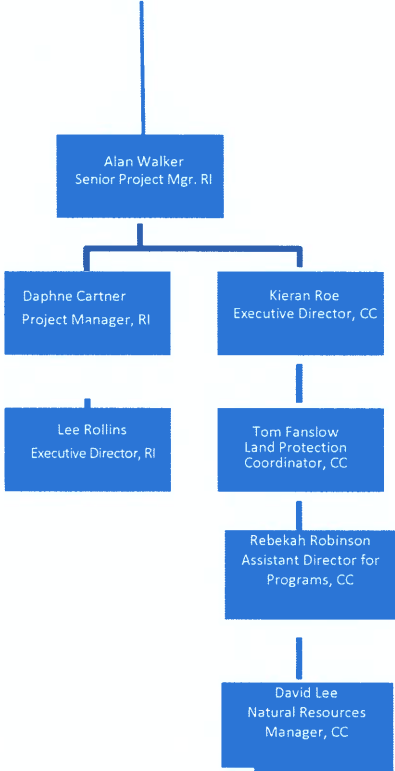 Alan Walker
Senior Project Mgr. RI
Daphne Cartner
Project Manager, RI
Kieran Roe
Executive Director, CC
Lee Rollins
Executive Director, RI
Tom Fanslow
Land Protection
Coordinator, CC
Rebekah Robinson
Assistant Director for
Programs, CC
David Lee
Natural Resources
Manager, CC